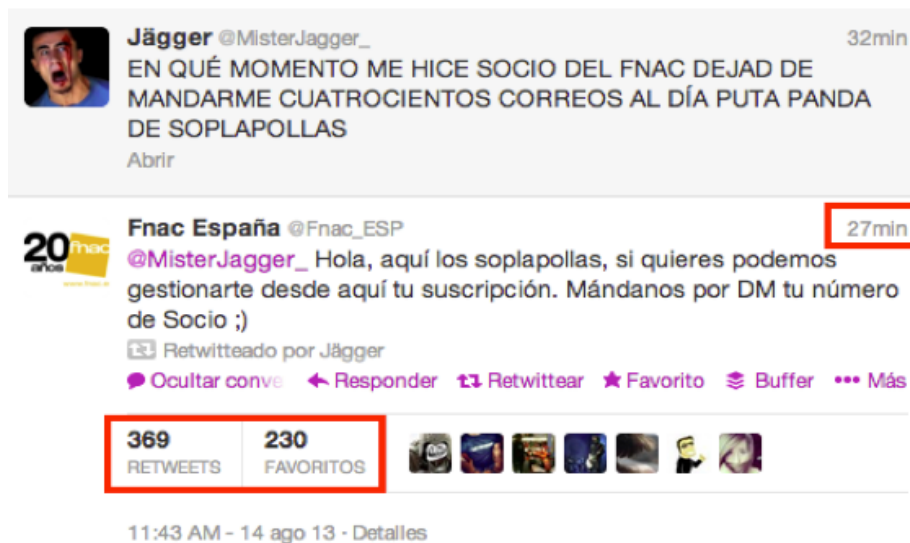 Jägger @MisterJagger_ 32min
EN QUÉ MOMENTO ME HICE SOCIO DEL FNAC DEJAD DE
MANDARME CUATROCIENTOS CORREOS AL DÍA PUTA PANDA
DE SOPLAPOLLAS
Abrir
20 fnac
años
Fnac España @Fnac_ESP 27min
@MisterJagger_ Hola, aquí los soplapollas, si quieres podemos
gestionarte desde aquí tu suscripción. Mándanos por DM tu número
de Socio ;)
Retwitteado por Jägger
Ocultar conve Responder Retwittear Favorito Buffer Más
369 230
RETWEETS FAVORITOS
11:43 AM - 14 ago 13 · Detalles